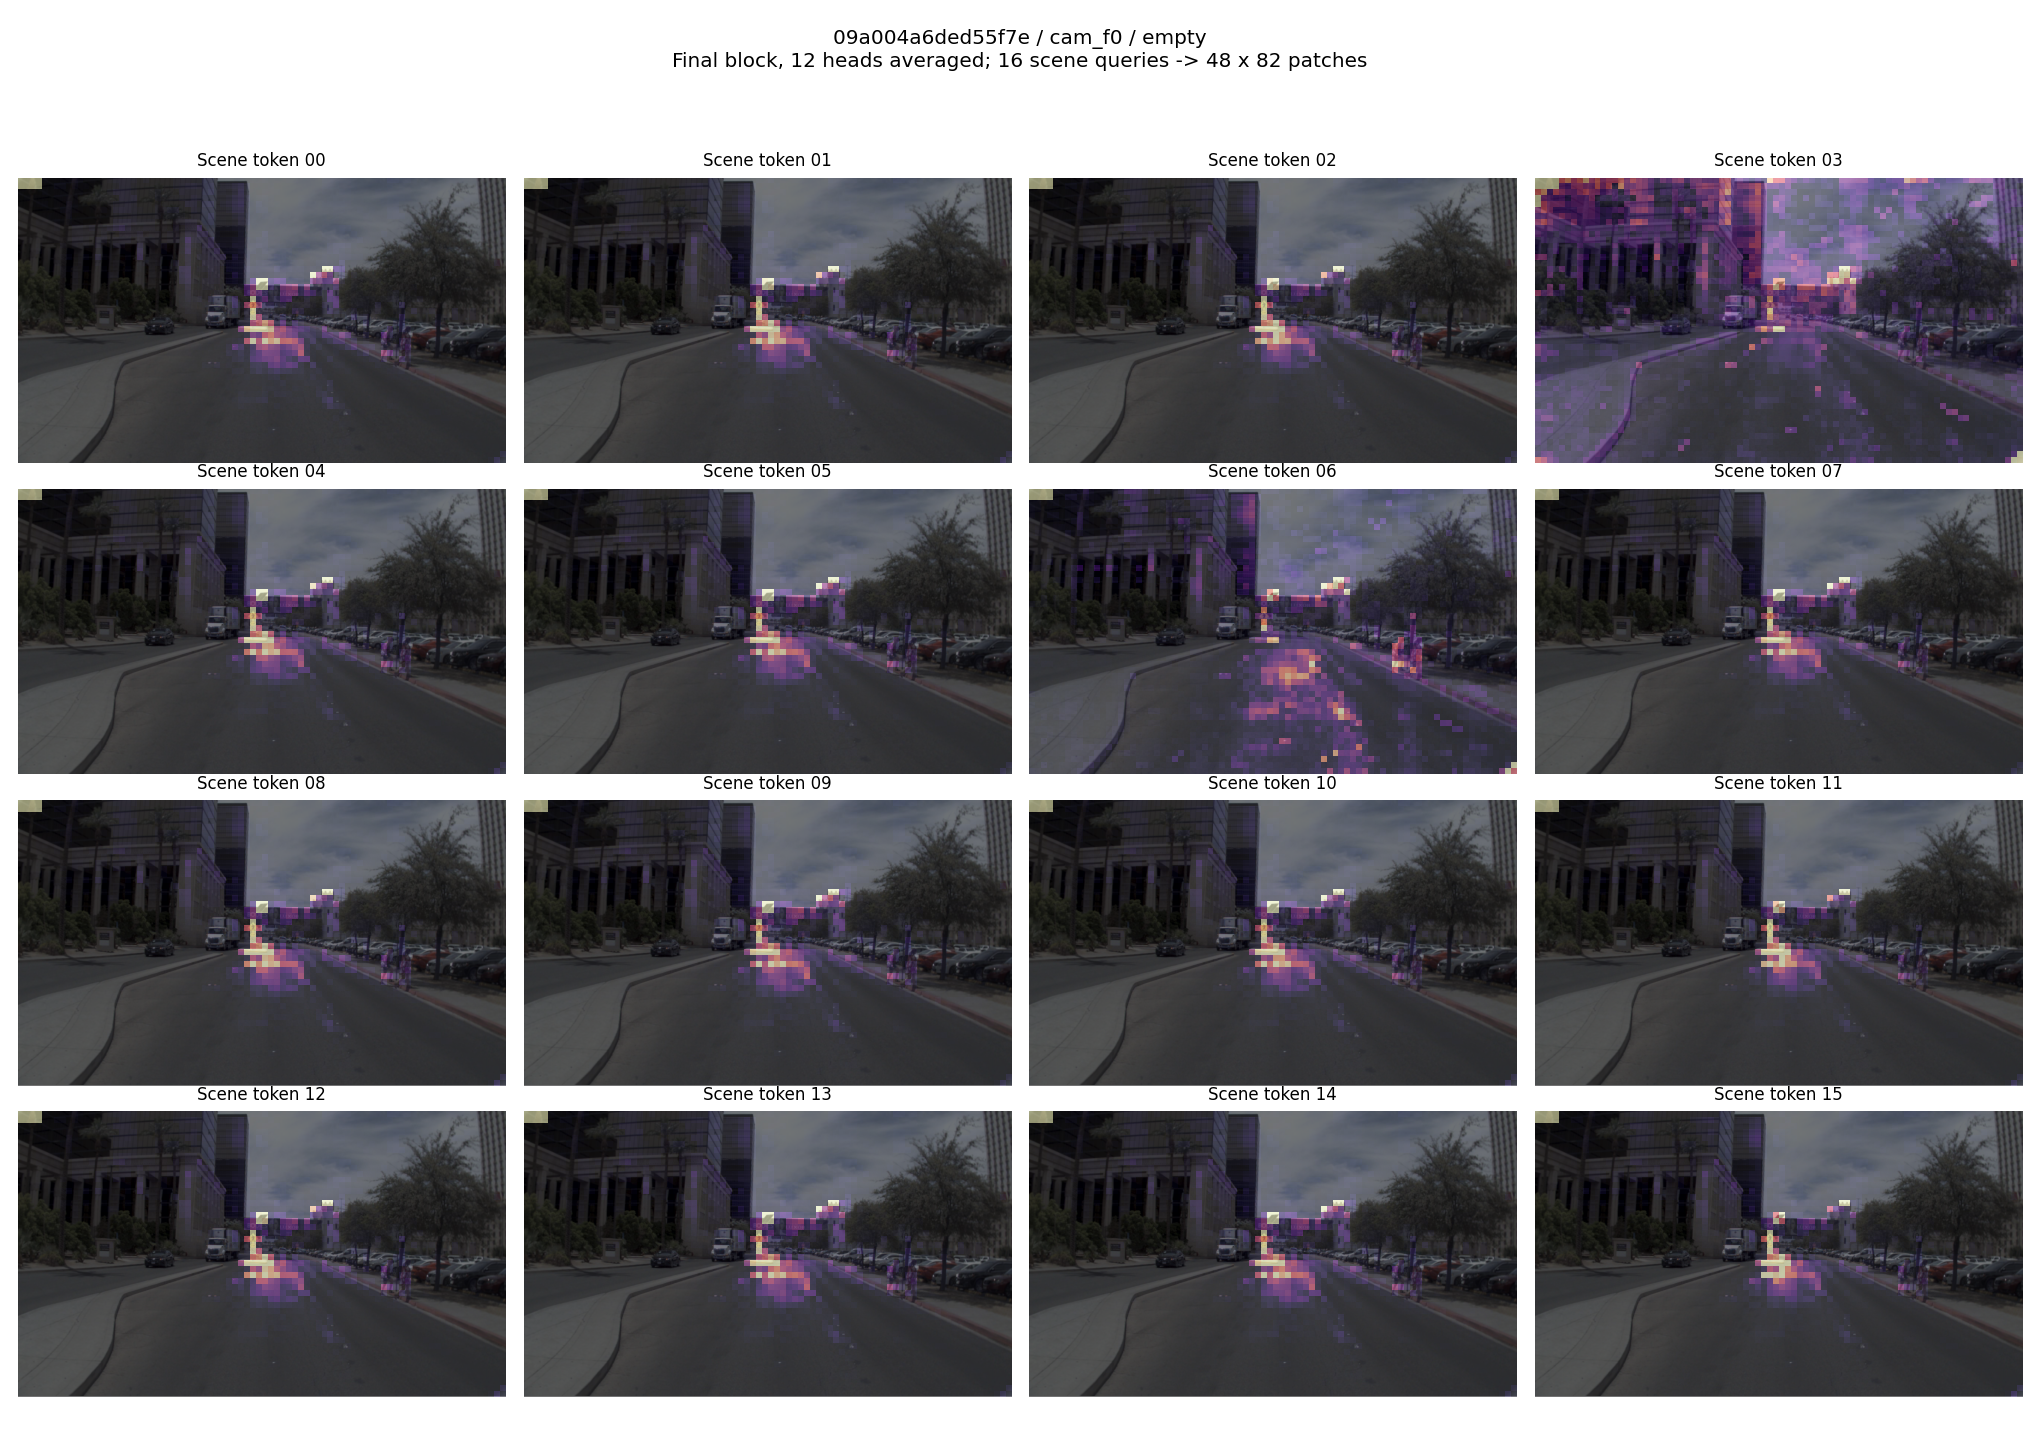 09a004a6ded55f7e / cam_f0 / empty
Final block, 12 heads averaged; 16 scene queries -> 48 x 82 patches
Scene token 00
Scene token 01
Scene token 02
Scene token 03
Scene token 04
Scene token 05
Scene token 06
Scene token 07
Scene token 08
Scene token 09
Scene token 10
Scene token 11
Scene token 12
Scene token 13
Scene token 14
Scene token 15